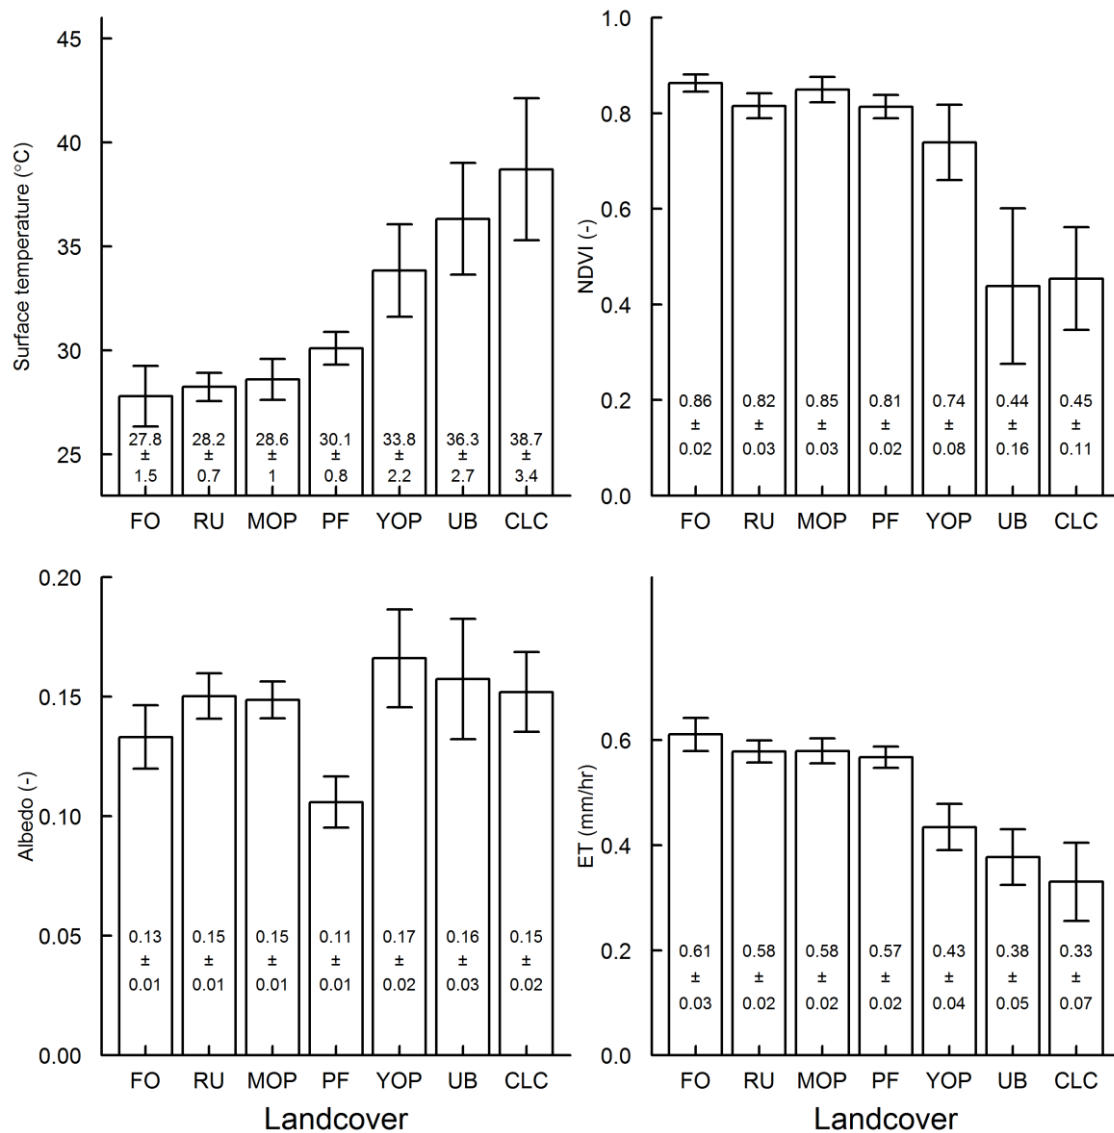 Surface temperature (°C)
45
40
35
30
25
27.8 28.2 28.6 30.1 33.8 36.3 38.7
± ± ± ± ± ± ±
1.5 0.7 1 0.8 2.2 2.7 3.4
FO RU MOP PF YOP UB CLC
NDVI (-)
1.0
0.8
0.6
0.4
0.2
0.0
0.86 0.82 0.85 0.81 0.74 0.44 0.45
± ± ± ± ± ± ±
0.02 0.03 0.03 0.02 0.08 0.16 0.11
FO RU MOP PF YOP UB CLC
Albedo (-)
0.20
0.15
0.10
0.05
0.00
0.13 0.15 0.15 0.11 0.17 0.16 0.15
± ± ± ± ± ± ±
0.01 0.01 0.01 0.01 0.02 0.03 0.02
FO RU MOP PF YOP UB CLC
Landcover
ET (mm/hr)
0.6
0.4
0.2
0.0
0.61 0.58 0.58 0.57 0.43 0.38 0.33
± ± ± ± ± ± ±
0.03 0.02 0.02 0.02 0.04 0.05 0.07
FO RU MOP PF YOP UB CLC
Landcover